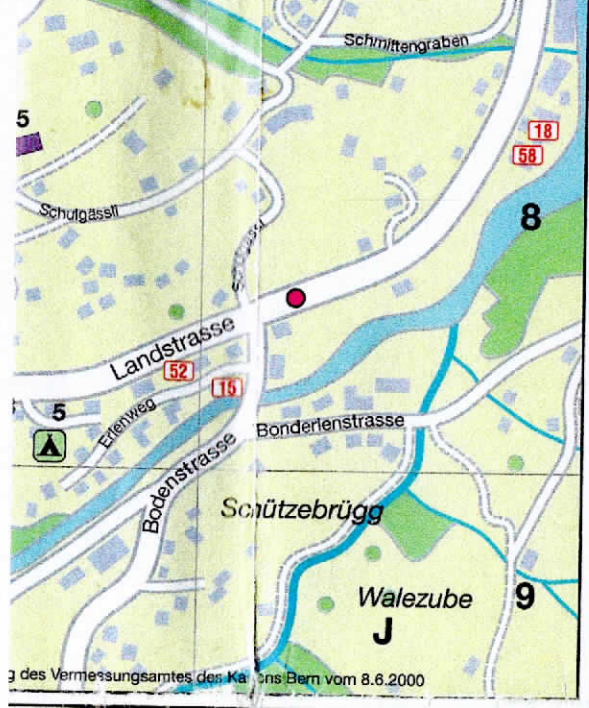 Schmittengraben
5
18
58
Schulgässli
8
Landstrasse
52
15
5
Erlenweg
Bonderlenstrasse
Bodenstrasse
Schützebrügg
Walezube
9
J
g des Vermessungsamtes des Kantons Bern vom 8.6.2000